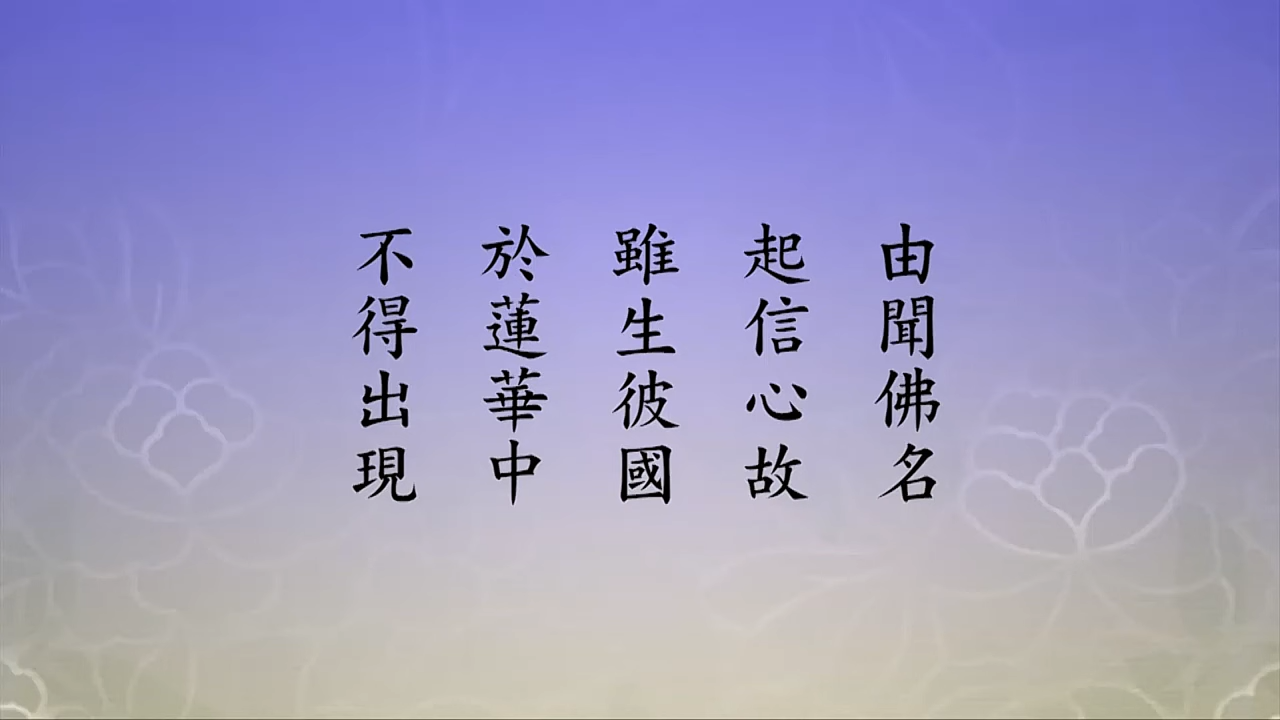 由聞佛名
起信心故
雖生彼國
於蓮華中
不得出現